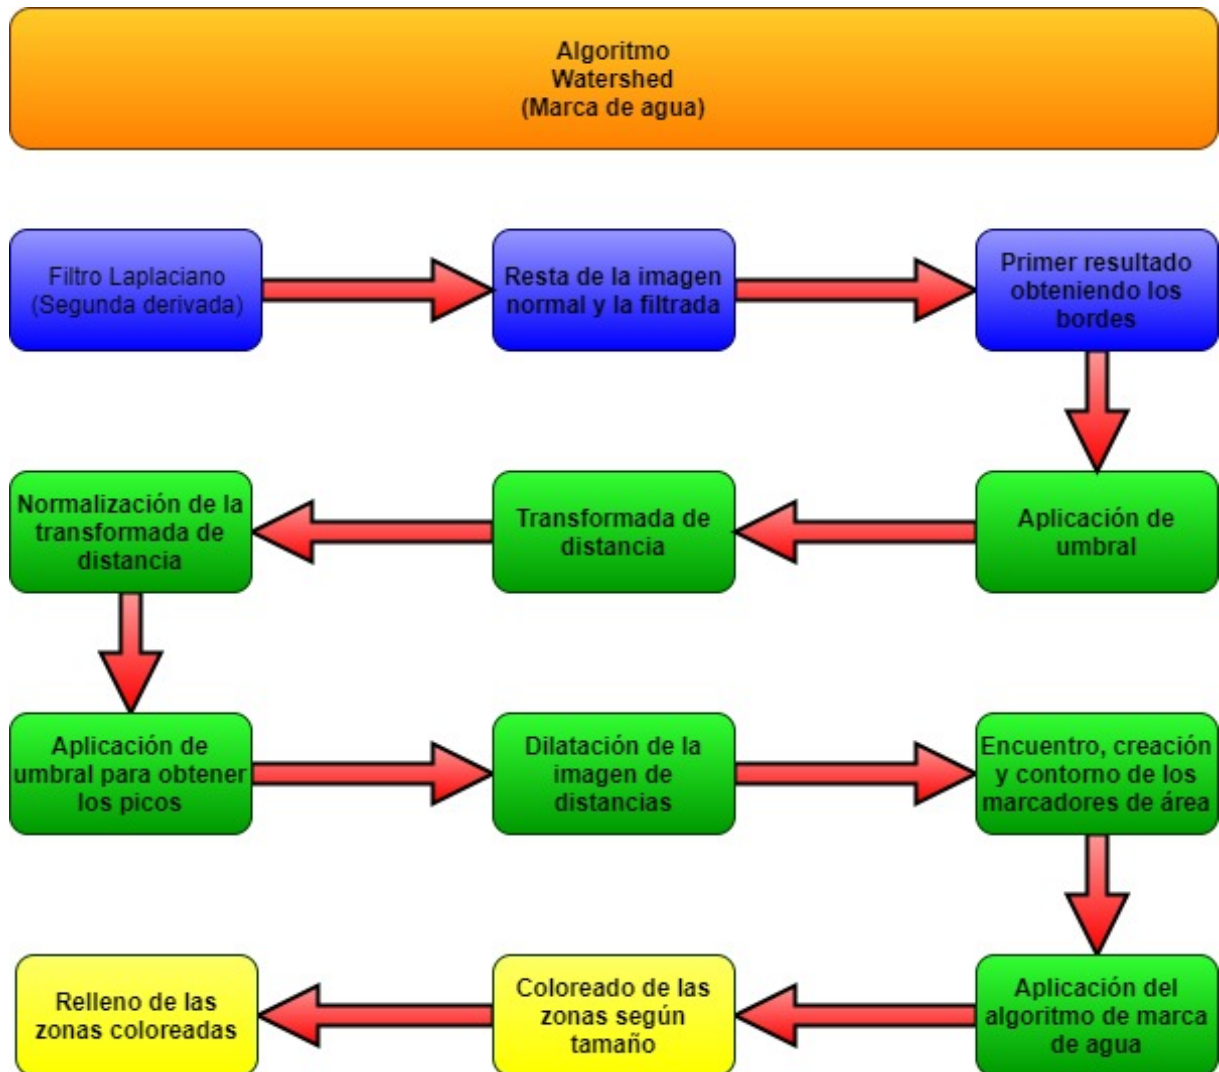 Algoritmo
Watershed
(Marca de agua)
Filtro Laplaciano
(Segunda derivada)
Resta de la imagen
normal y la filtrada
Primer resultado
obteniendo los
bordes
Aplicación de
umbral
Transformada de
distancia
Normalización de la
transformada de
distancia
Aplicación de
umbral para obtener
los picos
Dilatación de la
imagen de
distancias
Encuentro, creación
y contorno de los
marcadores de área
Aplicación del
algoritmo de marca
de agua
Coloreado de las
zonas según
tamaño
Relleno de las
zonas coloreadas